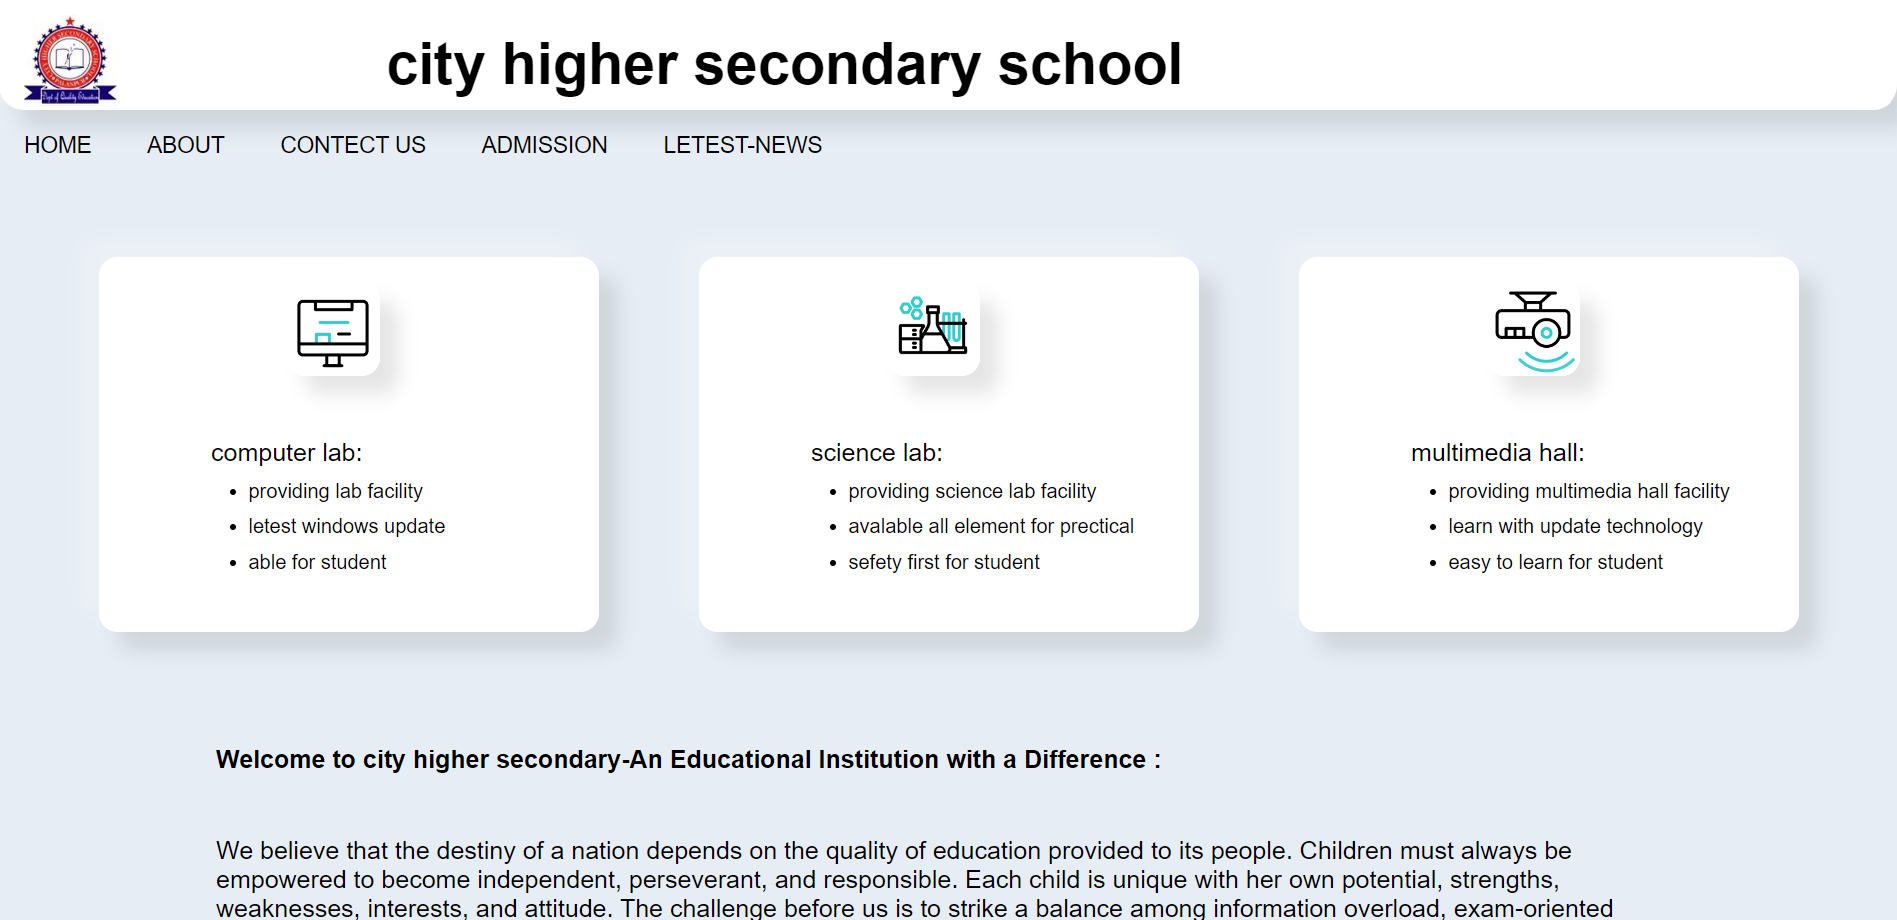 city higher secondary school
Dept of Quality Education
HOME ABOUT CONTECT US ADMISSION LETEST-NEWS
computer lab:
providing lab facility
letest windows update
able for student
science lab:
providing science lab facility
avalable all element for prectical
sefety first for student
multimedia hall:
providing multimedia hall facility
learn with update technology
easy to learn for student
Welcome to city higher secondary-An Educational Institution with a Difference :
We believe that the destiny of a nation depends on the quality of education provided to its people. Children must always be
empowered to become independent, perseverant, and responsible. Each child is unique with her own potential, strengths,
weaknesses, interests, and attitude. The challenge before us is to strike a balance among information overload, exam-oriented